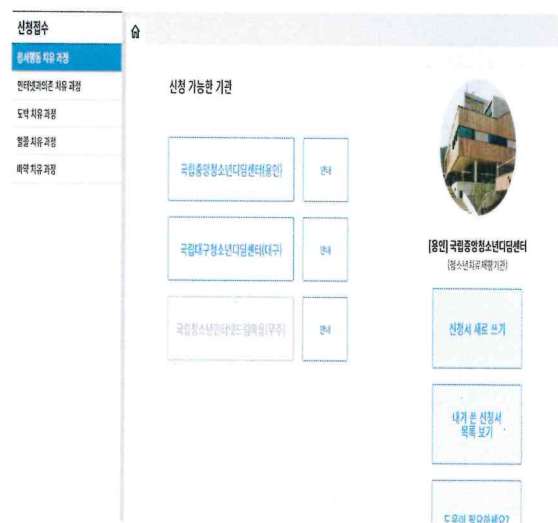 신청접수
정서행동 치유 과정
인터넷과의존 치유 과정
도박 치유 과정
알콜 치유 과정
마약 치유 과정
신청 가능한 기관
국립중앙청소년디딤센터(용인)
안내
국립대구청소년디딤센터(대구)
안내
국립청소년인터넷드림마을(무주)
안내
[용인] 국립중앙청소년디딤센터
(청소년치료재활기관)
신청서 새로 쓰기
내가 쓴 신청서
목록 보기
도움이 필요하세요?